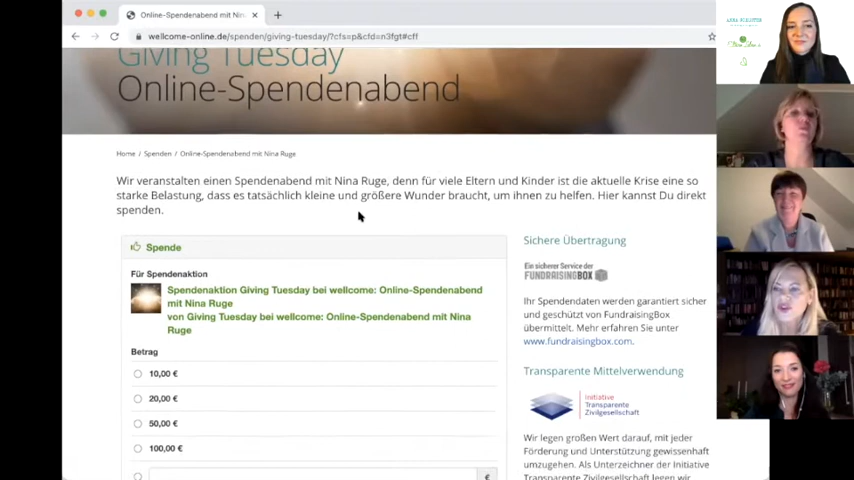 Online-Spendenabend mit Nin
wellcome-online.de/spenden/giving-tuesday/?cfs=p&cfd=n3fgt#cff
Giving Tuesday
Online-Spendenabend
Home / Spenden / Online-Spendenabend mit Nina Ruge
Wir veranstalten einen Spendenabend mit Nina Ruge, denn für viele Eltern und Kinder ist die aktuelle Krise eine so
starke Belastung, dass es tatsächlich kleine und größere Wunder braucht, um ihnen zu helfen. Hier kannst Du direkt
spenden.
Spende
Für Spendenaktion
Spendenaktion Giving Tuesday bei wellcome: Online-Spendenabend
mit Nina Ruge
von Giving Tuesday bei wellcome: Online-Spendenabend mit Nina
Ruge
Betrag
10,00 €
20,00 €
50,00 €
100,00 €
€
Sichere Übertragung
Ein sicherer Service der
FUNDRAISINGBOX
Ihr Spendendaten werden garantiert sicher
und geschützt von FundraisingBox
übermittelt. Mehr erfahren Sie unter
www.fundraisingbox.com.
Transparente Mittelverwendung
Initiative
Transparente
Zivilgesellschaft
Wir legen großen Wert darauf, mit jeder
Förderung und Unterstützung gewissenhaft
umzugehen. Als Unterzeichner der Initiative
Transparente Zivilgesellschaft legen wir